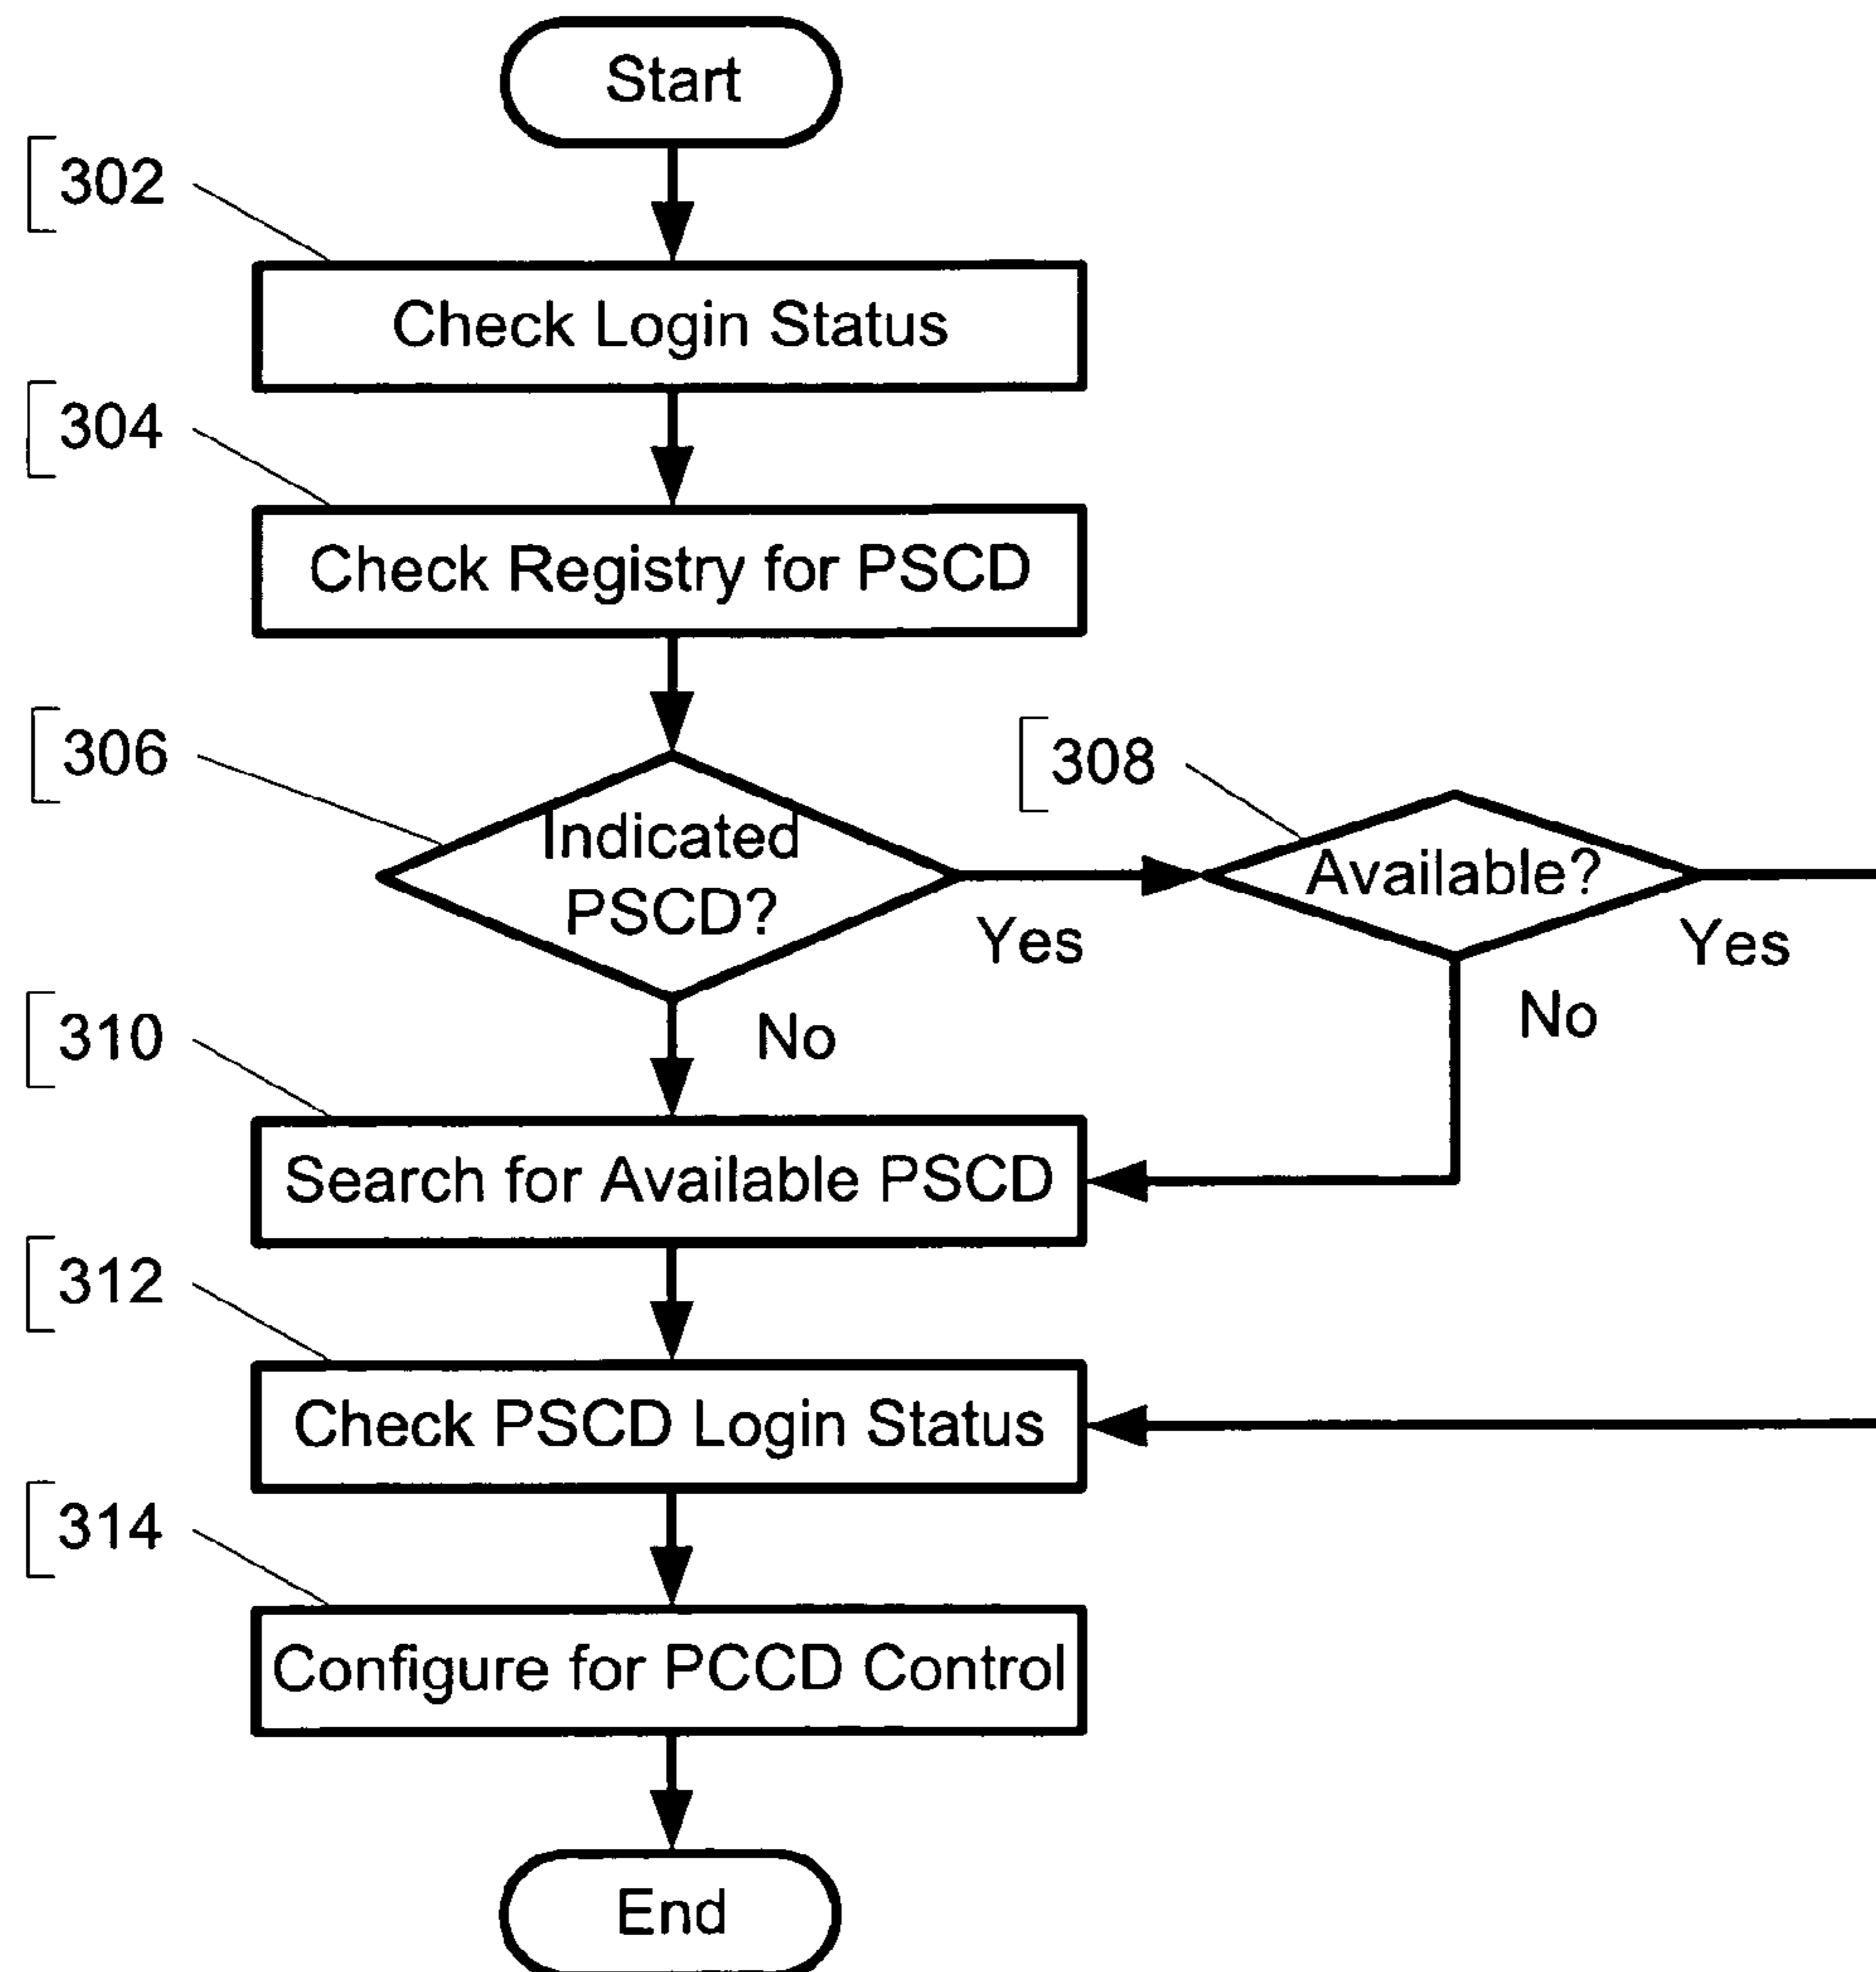 Start
302
Check Login Status
304
Check Registry for PSCD
306
308
Indicated
PSCD?
Available?
Yes
Yes
No
No
310
Search for Available PSCD
312
Check PSCD Login Status
314
Configure for PCCD Control
End